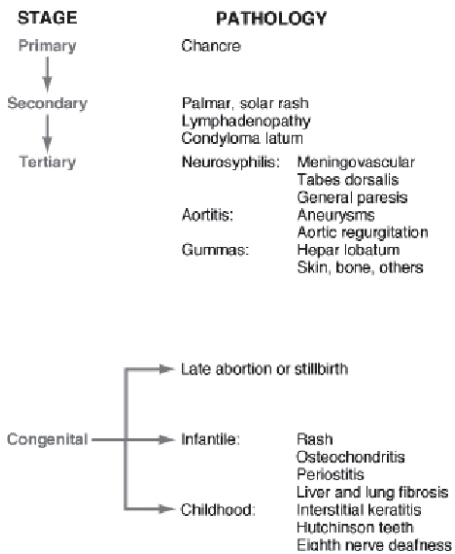 STAGE PATHOLOGY
Primary Chancre
Secondary Palmar, solar rash
Lymphadenopathy
Condyloma latum
Tertiary Neurosyphilis: Meningovascular
Tabes dorsalis
General paresis
Aortitis: Aneurysms
Aortic regurgitation
Gummas: Hepar lobatum
Skin, bone, others
Late abortion or stillbirth
Congenital Infantile: Rash
Osteochondritis
Periostitis
Liver and lung fibrosis
Childhood: Interstitial keratitis
Hutchinson teeth
Eighth nerve deafness